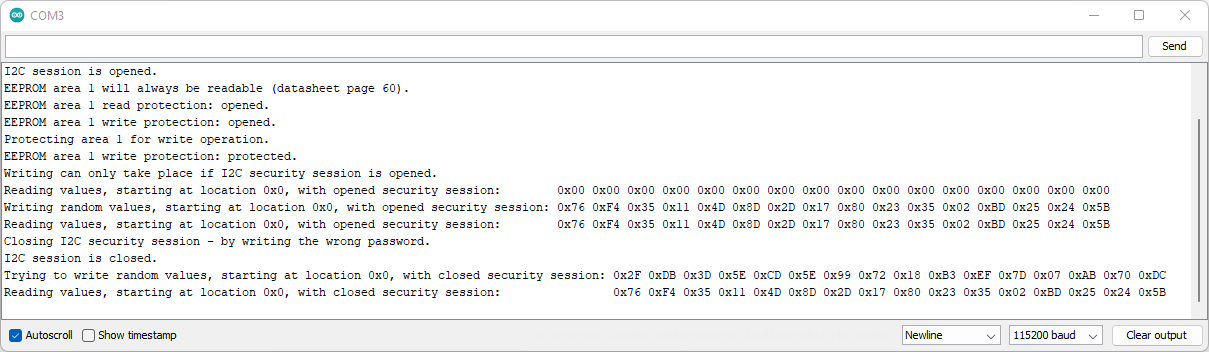 COM3
Send
I2C session is opened.
EEPROM area 1 will always be readable (datasheet page 60).
EEPROM area 1 read protection: opened.
EEPROM area 1 write protection: opened.
Protecting area 1 for write operation.
EEPROM area 1 write protection: protected.
Writing can only take place if I2C security session is opened.
Reading values, starting at location 0x0, with opened security session: 0x00 0x00 0x00 0x00 0x00 0x00 0x00 0x00 0x00 0x00 0x00 0x00 0x00 0x00 0x00 0x00
Writing random values, starting at location 0x0, with opened security session: 0x76 0xF4 0x35 0x11 0x4D 0x8D 0x2D 0x17 0x80 0x23 0x35 0x02 0xBD 0x25 0x24 0x5B
Reading values, starting at location 0x0, with opened security session: 0x76 0xF4 0x35 0x11 0x4D 0x8D 0x2D 0x17 0x80 0x23 0x35 0x02 0xBD 0x25 0x24 0x5B
Closing I2C security session - by writing the wrong password.
I2C session is closed.
Trying to write random values, starting at location 0x0, with closed security session: 0x2F 0xDB 0x3D 0x5E 0xCD 0x5E 0x99 0x72 0x18 0xB3 0xEF 0x7D 0x07 0xAB 0x70 0xDC
Reading values, starting at location 0x0, with closed security session: 0x76 0xF4 0x35 0x11 0x4D 0x8D 0x2D 0x17 0x80 0x23 0x35 0x02 0xBD 0x25 0x24 0x5B
Autoscroll Show timestamp Newline 115200 baud Clear output